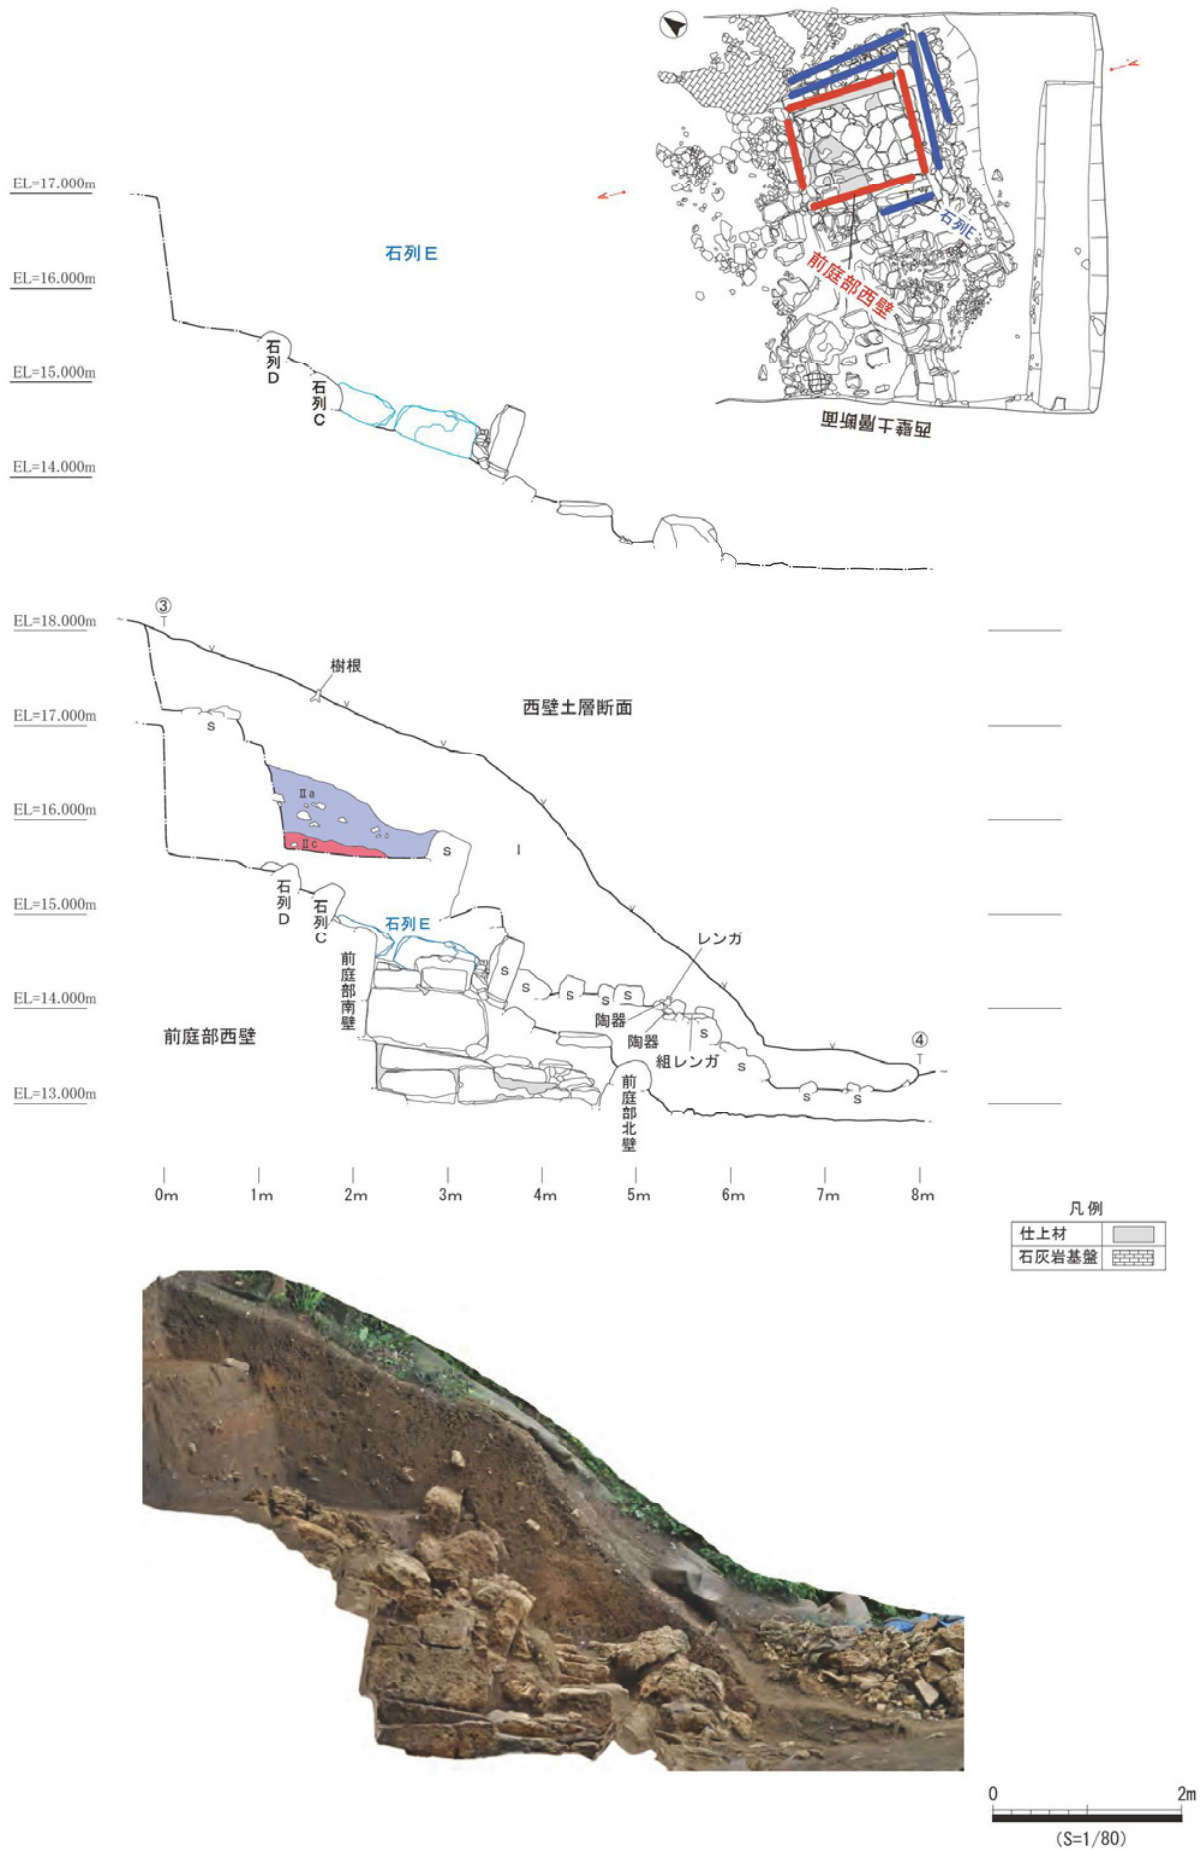 A
A'
石列E
前庭部西壁
西壁土層断面
EL=17.000m
EL=16.000m
EL=15.000m
EL=14.000m
石列E
石列D
石列C
EL=18.000m
EL=17.000m
EL=16.000m
EL=15.000m
EL=14.000m
EL=13.000m
③
樹根
西壁土層断面
S
Ⅱa
Ⅱc
S
Ⅰ
石列D
石列C
石列E
前庭部南壁
前庭部西壁
S
S
S
S
S
レンガ
陶器
陶器
組レンガ
S
S
S
S
④
前庭部北壁
0m
1m
2m
3m
4m
5m
6m
7m
8m
凡例
仕上材
石灰岩基盤
0
2m
(S=1/80)